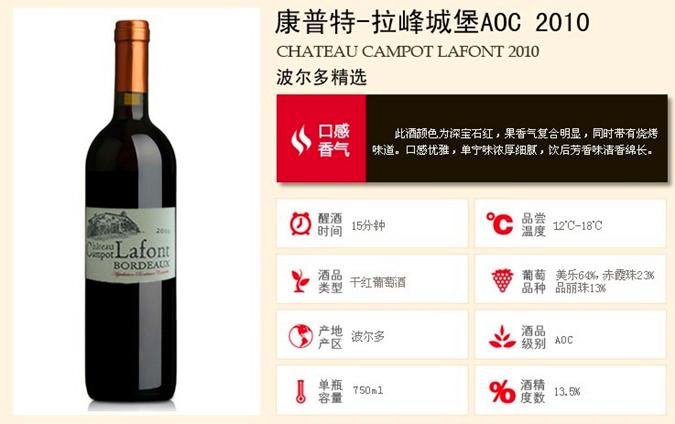 康普特-拉峰城堡AOC 2010
CHATEAU CAMPOT LAFONT 2010
波尔多精选
口感
香气
此酒颜色为深宝石红，果香气复合明显，同时带有烧烤
味道。口感优雅，单宁味浓厚细腻，饮后芳香味清香绵长。
醒酒
时间
15分钟
品尝
温度
12℃-18℃
酒品
类型
干红葡萄酒
葡萄
品种
美乐64%，赤霞珠23%
品丽珠13%
产地
产区
波尔多
酒品
级别
AOC
单瓶
容量
750ml
酒精
度数
13.5%
2010
Château
Campot Lafont
BORDEAUX